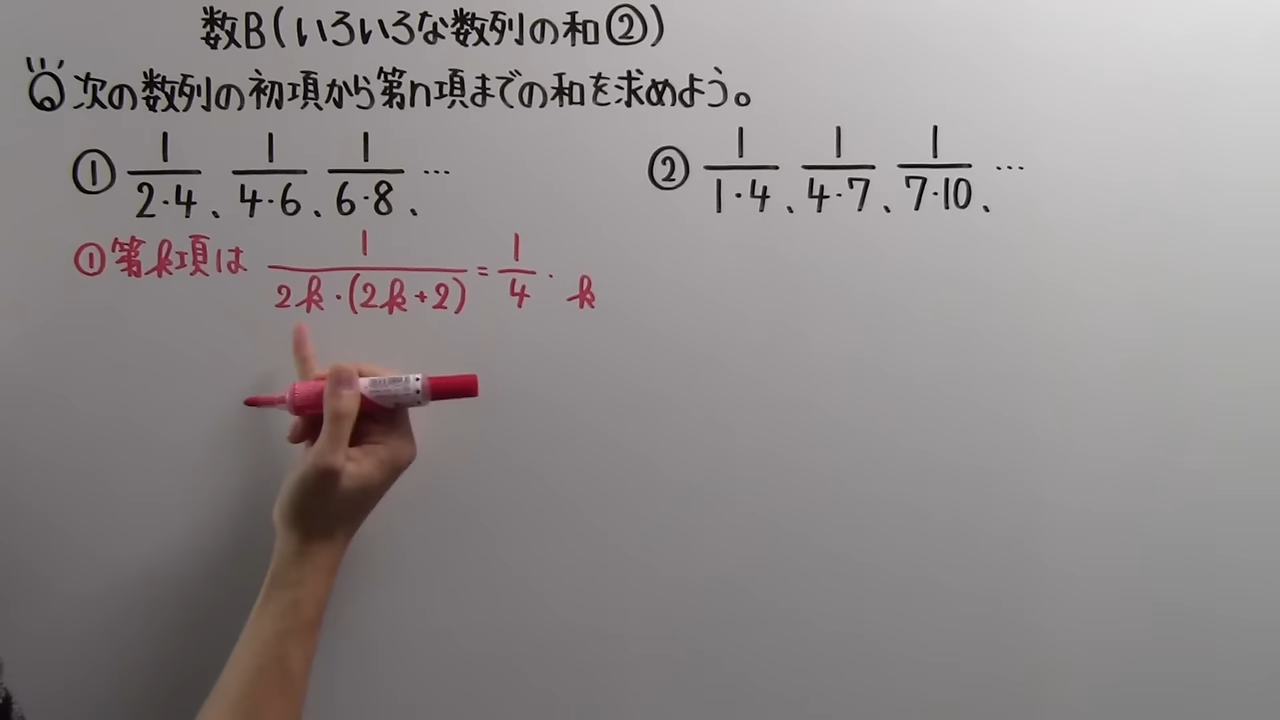 数B(いろいろな数列の和②)
Q次の数列の初項から第n項までの和を求めよう。
① 1/2・4、1/4・6、1/6・8、…
② 1/1・4、1/4・7、1/7・10、…
①第k項は 1/2k・(2k+2) = 1/4・ k